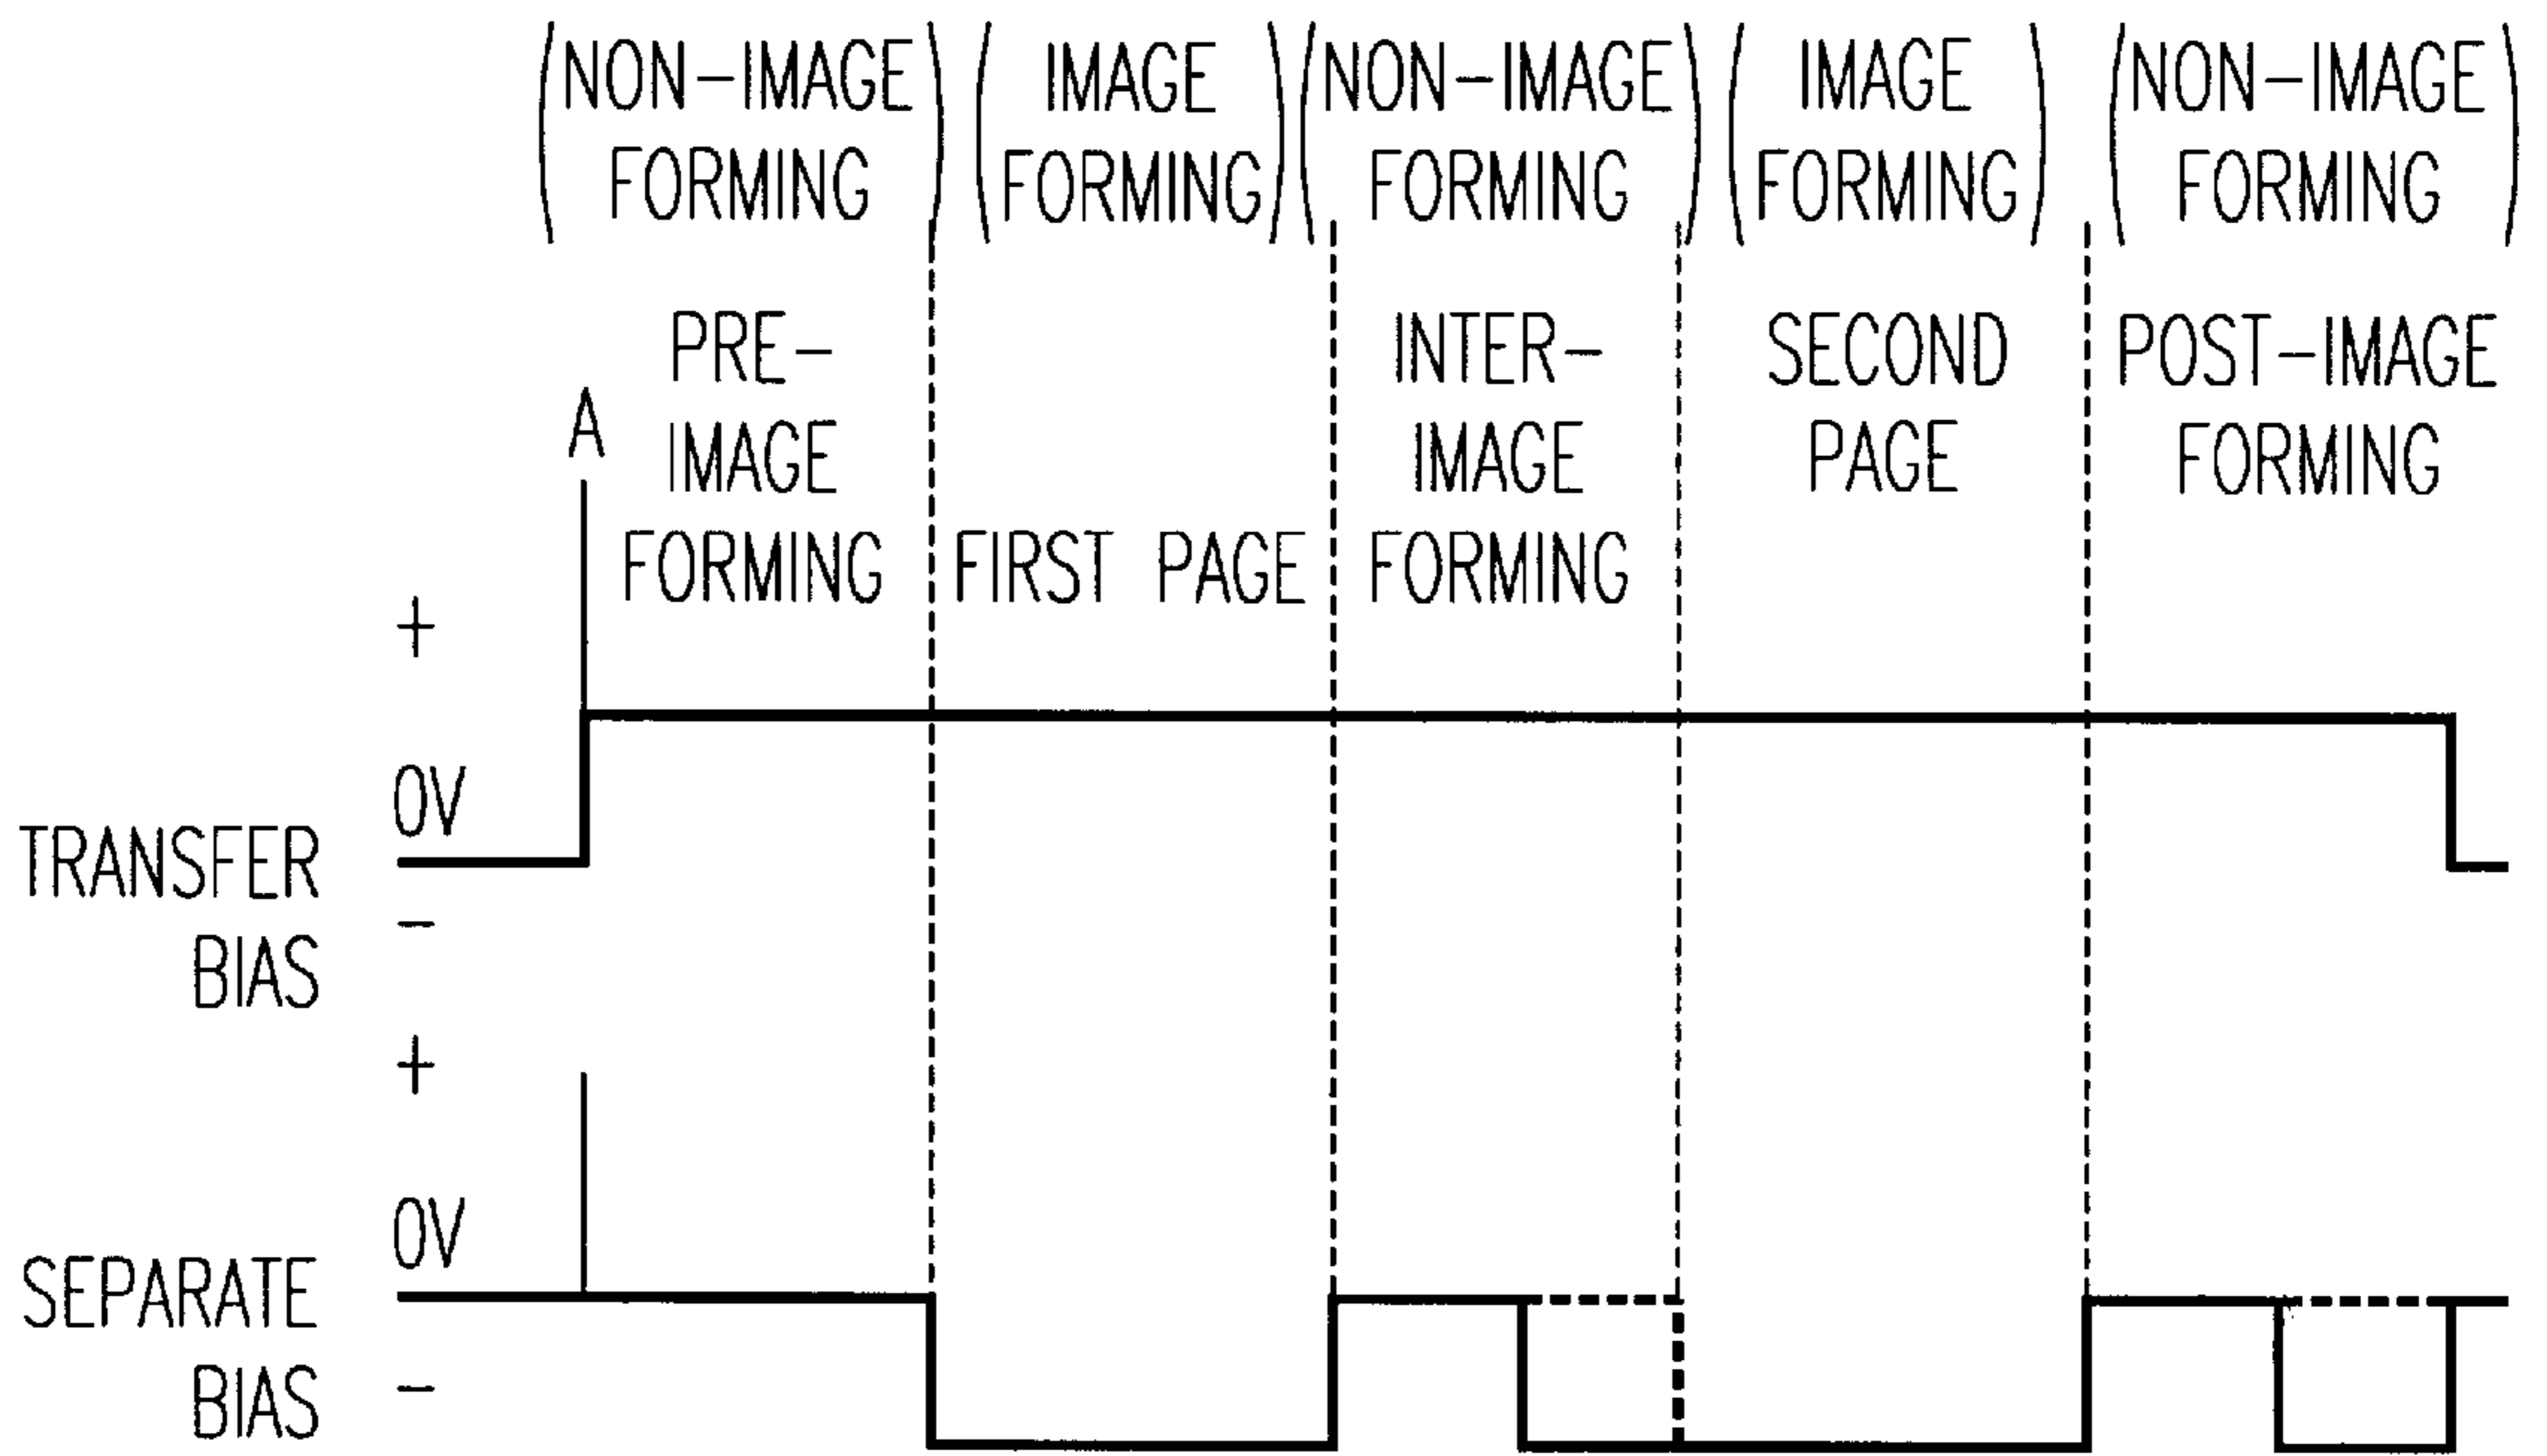 (NON-IMAGE FORMING)
(IMAGE FORMING)
(NON-IMAGE FORMING)
(IMAGE FORMING)
(NON-IMAGE FORMING)
A
PRE-
IMAGE
FORMING
FIRST PAGE
INTER-
IMAGE
FORMING
SECOND
PAGE
POST-IMAGE
FORMING
+
0V
TRANSFER
BIAS
-
+
0V
SEPARATE
BIAS
-